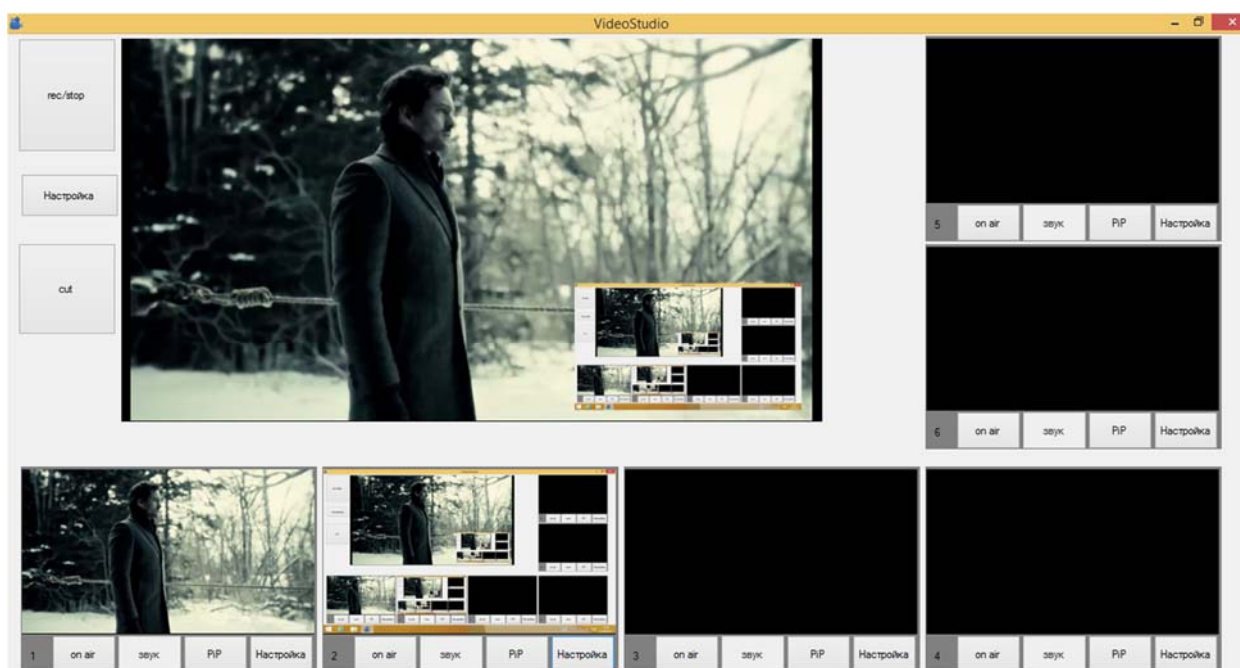 VideoStudio
rec/stop
Настройка
cut
5 on air звук PiP Настройка
6 on air звук PiP Настройка
1 on air звук PiP Настройка
2 on air звук PiP Настройка
3 on air звук PiP Настройка
4 on air звук PiP Настройка